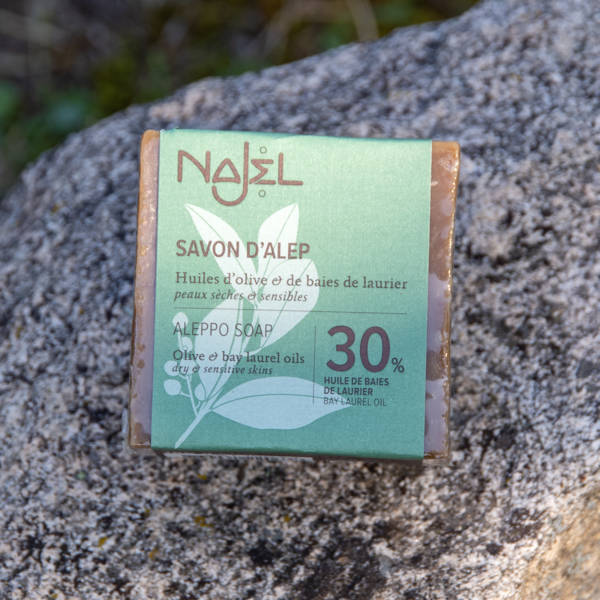 NAJEL
SAVON D'ALEP
Huiles d'olive & de baies de laurier
peaux sèches & sensibles
ALEPPO SOAP
Olive & bay laurel oils
dry & sensitive skins
30%
HUILE DE BAIES
DE LAURIER
BAY LAUREL OIL